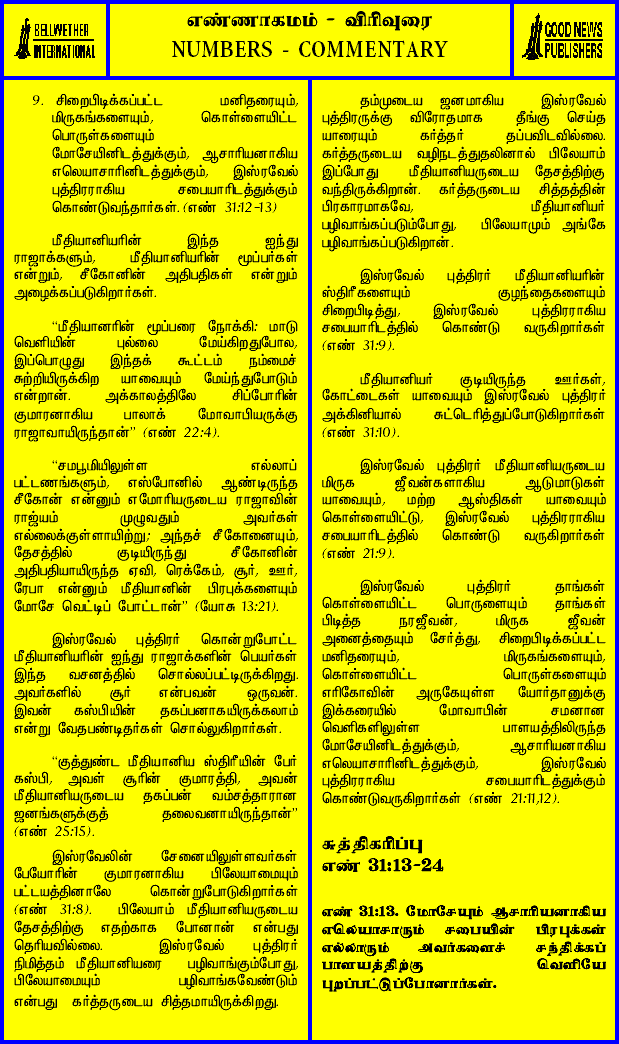 BELLWETHER
INTERNATIONAL
எண்ணாகமம் - விரிவுரை
NUMBERS - COMMENTARY
GOOD NEWS
PUBLISHERS
9. சிறைபிடிக்கப்பட்ட மனிதரையும்,
மிருகங்களையும், கொள்ளையிட்ட
பொருள்களையும்
மோசேயினிடத்துக்கும், ஆசாரியனாகிய
எலெயாசாரினிடத்துக்கும், இஸ்ரவேல்
புத்திரராகிய சபையாரிடத்துக்கும்
கொண்டுவந்தார்கள். (எண் 31:12-13)
மீதியானியரின் இந்த ஐந்து
ராஜாக்களும், மீதியானியரின் மூப்பர்கள்
என்றும், சீகோனின் அதிபதிகள் என்றும்
அழைக்கப்படுகிறார்கள்.
“மீதியானரின் மூப்பரை நோக்கி: மாடு
வெளியின் புல்லை மேய்கிறதுபோல,
இப்பொழுது இந்தக் கூட்டம் நம்மைச்
சுற்றியிருக்கிற யாவையும் மேய்ந்துபோடும்
என்றான். அக்காலத்திலே சிப்போரின்
குமாரனாகிய பாலாக் மோவாபியருக்கு
ராஜாவாயிருந்தான்” (எண் 22:4).
“சமபூமியிலுள்ள எல்லாப்
பட்டணங்களும், எஸ்போனில் ஆண்டிருந்த
சீகோன் என்னும் எமோரியருடைய ராஜாவின்
ராஜ்யம் முழுவதும் அவர்கள்
எல்லைக்குள்ளாயிற்று; அந்தச் சீகோனையும்,
தேசத்தில் குடியிருந்து சீகோனின்
அதிபதியாயிருந்த ஏவி, ரெக்கேம், சூர், ஊர்,
ரேபா என்னும் மீதியானின் பிரபுக்களையும்
மோசே வெட்டிப் போட்டான்” (யோசு 13:21).
இஸ்ரவேல் புத்திரர் கொன்றுபோட்ட
மீதியானியரின் ஐந்து ராஜாக்களின் பெயர்கள்
இந்த வசனத்தில் சொல்லப்பட்டிருக்கிறது.
அவர்களில் சூர் என்பவன் ஒருவன்.
இவன் கஸ்பியின் தகப்பனாகயிருக்கலாம்
என்று வேதபண்டிதர்கள் சொல்லுகிறார்கள்.
“குத்துண்ட மீதியானிய ஸ்திரீயின் பேர்
கஸ்பி, அவள் சூரின் குமாரத்தி, அவன்
மீதியானியருடைய தகப்பன் வம்சத்தாரான
ஜனங்களுக்குத் தலைவனாயிருந்தான்”
(எண் 25:15).
இஸ்ரவேலின் சேனையிலுள்ளவர்கள்
பேயோரின் குமாரனாகிய பிலேயாமையும்
பட்டயத்தினாலே கொன்றுபோடுகிறார்கள்
(எண் 31:8). பிலேயாம் மீதியானியருடைய
தேசத்திற்கு எதற்காக போனான் என்பது
தெரியவில்லை. இஸ்ரவேல் புத்திரர்
நிமித்தம் மீதியானியரை பழிவாங்கும்போது,
பிலேயாமையும் பழிவாங்கவேண்டும்
என்பது கர்த்தருடைய சித்தமாயிருக்கிறது.
தம்முடைய ஜனமாகிய இஸ்ரவேல்
புத்திரருக்கு விரோதமாக தீங்கு செய்த
யாரையும் கர்த்தர் தப்பவிடவில்லை.
கர்த்தருடைய வழிநடத்துதலினால் பிலேயாம்
இப்போது மீதியானியருடைய தேசத்திற்கு
வந்திருக்கிறான். கர்த்தருடைய சித்தத்தின்
பிரகாரமாகவே, மீதியானியர்
பழிவாங்கப்படும்போது, பிலேயாமும் அங்கே
பழிவாங்கப்படுகிறான்.
இஸ்ரவேல் புத்திரர் மீதியானியரின்
ஸ்திரீகளையும் குழந்தைகளையும்
சிறைபிடித்து, இஸ்ரவேல் புத்திரராகிய
சபையாரிடத்தில் கொண்டு வருகிறார்கள்
(எண் 31:9).
மீதியானியர் குடியிருந்த ஊர்கள்,
கோட்டைகள் யாவையும் இஸ்ரவேல் புத்திரர்
அக்கினியால் சுட்டெரித்துப்போடுகிறார்கள்
(எண் 31:10).
இஸ்ரவேல் புத்திரர் மீதியானியருடைய
மிருக ஜீவன்களாகிய ஆடுமாடுகள்
யாவையும், மற்ற ஆஸ்திகள் யாவையும்
கொள்ளையிட்டு, இஸ்ரவேல் புத்திரராகிய
சபையாரிடத்தில் கொண்டு வருகிறார்கள்
(எண் 21:9).
இஸ்ரவேல் புத்திரர் தாங்கள்
கொள்ளையிட்ட பொருளையும் தாங்கள்
பிடித்த நரஜீவன், மிருக ஜீவன்
அனைத்தையும் சேர்த்து, சிறைபிடிக்கப்பட்ட
மனிதரையும், மிருகங்களையும்,
கொள்ளையிட்ட பொருள்களையும்
எரிகோவின் அருகேயுள்ள யோர்தானுக்கு
இக்கரையில் மோவாபின் சமனான
வெளிகளிலுள்ள பாளயத்திலிருந்த
மோசேயினிடத்துக்கும், ஆசாரியனாகிய
எலெயாசாரினிடத்துக்கும், இஸ்ரவேல்
புத்திரராகிய சபையாரிடத்துக்கும்
கொண்டுவருகிறார்கள் (எண் 21:11,12).
சுத்திகரிப்பு
எண் 31:13-24
எண் 31:13. மோசேயும் ஆசாரியனாகிய
எலெயாசாரும் சபையின் பிரபுக்கள்
எல்லாரும் அவர்களைச் சந்திக்கப்
பாளயத்திற்கு வெளியே
புறப்பட்டுப்போனார்கள்.